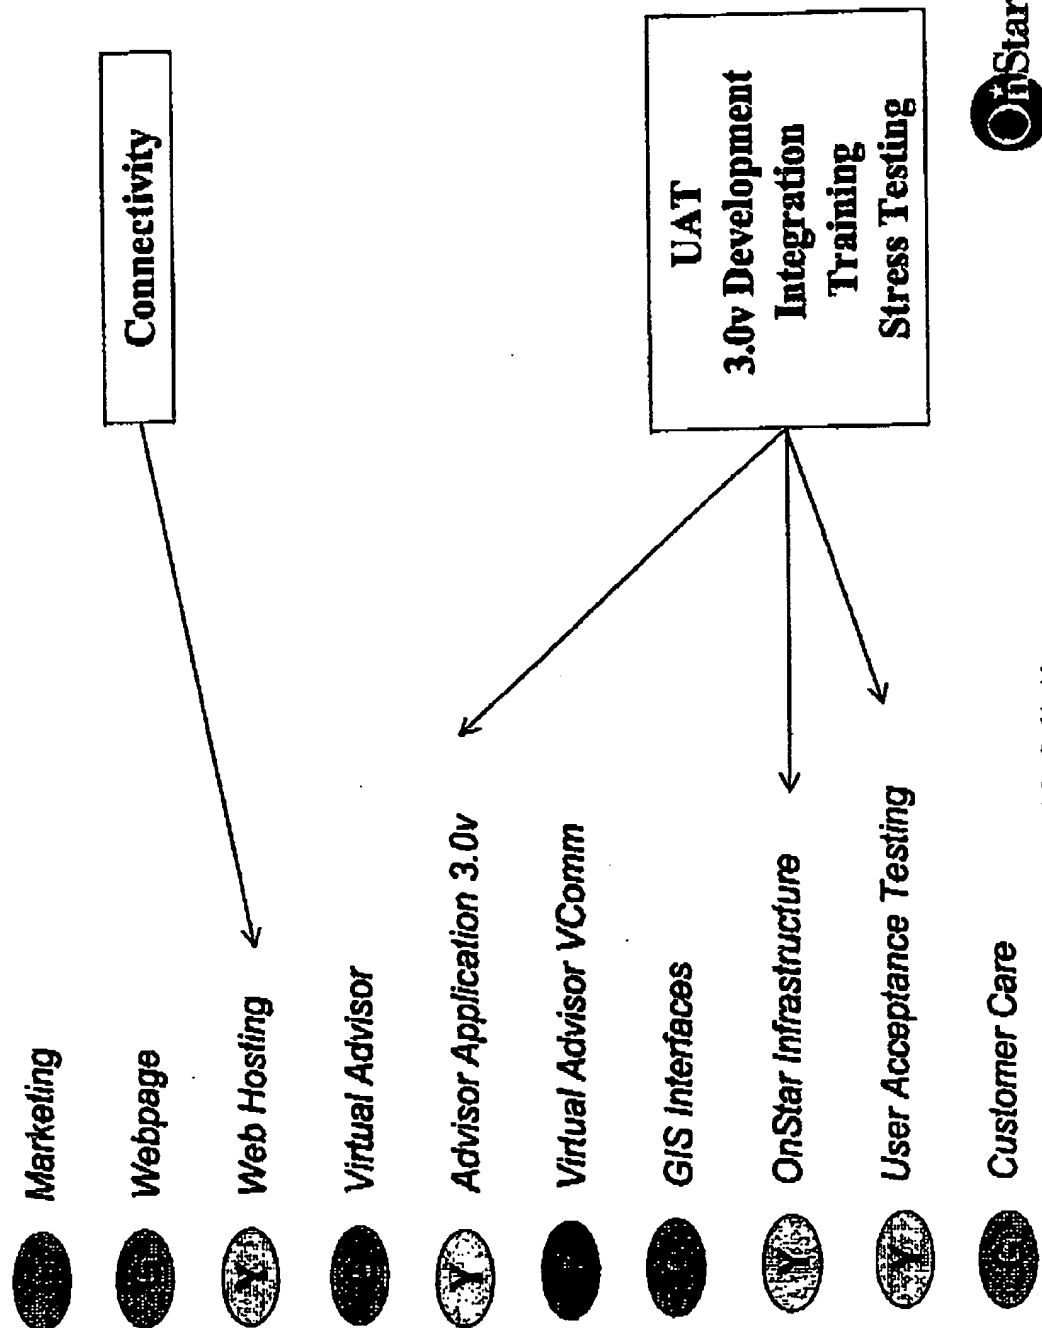 Marketing
G Webpage
Y Web Hosting
Virtual Advisor
Y Advisor Application 3.0v
Virtual Advisor VComm
GIS Interfaces
Y OnStar Infrastructure
Y User Acceptance Testing
G Customer Care
Connectivity
UAT
3.0v Development
Integration
Training
Stress Testing
OnStar